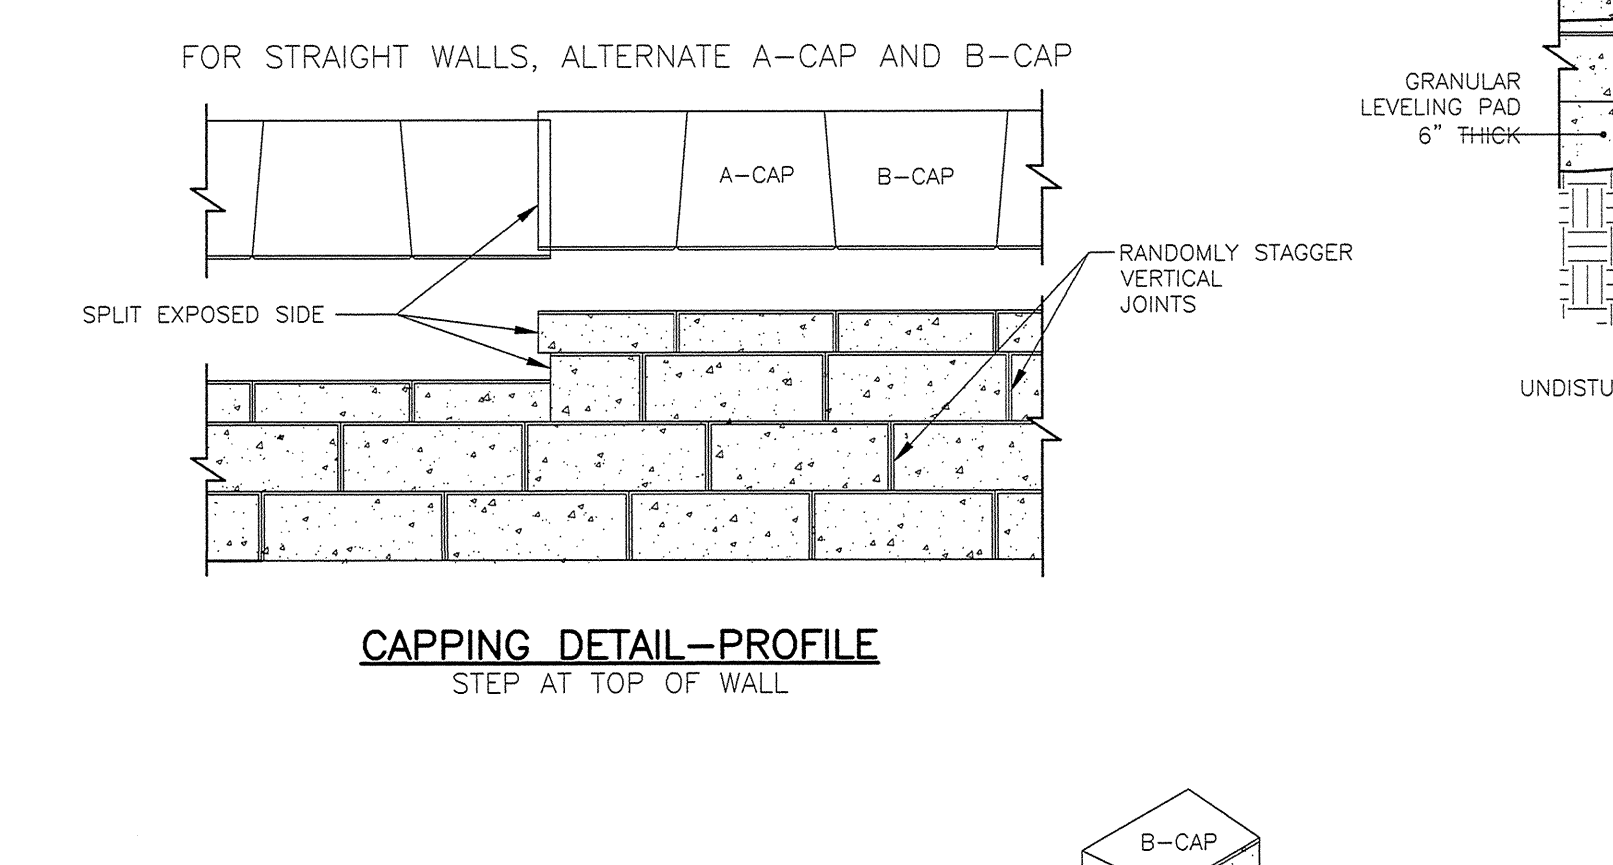 FOR STRAIGHT WALLS, ALTERNATE A-CAP AND B-CAP
A-CAP
B-CAP
SPLIT EXPOSED SIDE
RANDOMLY STAGGER
VERTICAL
JOINTS
CAPPING DETAIL-PROFILE
STEP AT TOP OF WALL
GRANULAR
LEVELING PAD
6" THICK
UNDISTU
B-CAP